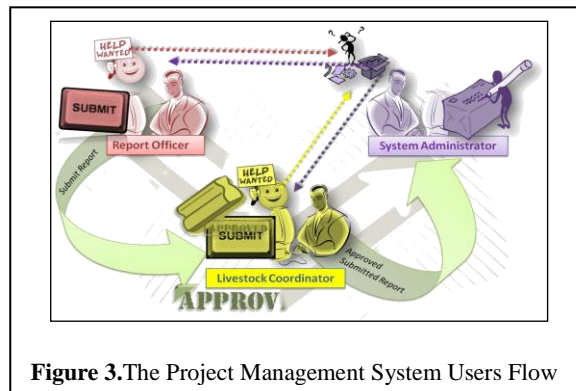 HELP
WANTED
SUBMIT
Report Officer
System Administrator
Submit Report
HELP
WANTED
APPROVED
SUBMIT
Livestock Coordinator
Approved
Submitted Report
APPROV
Figure 3.The Project Management System Users Flow